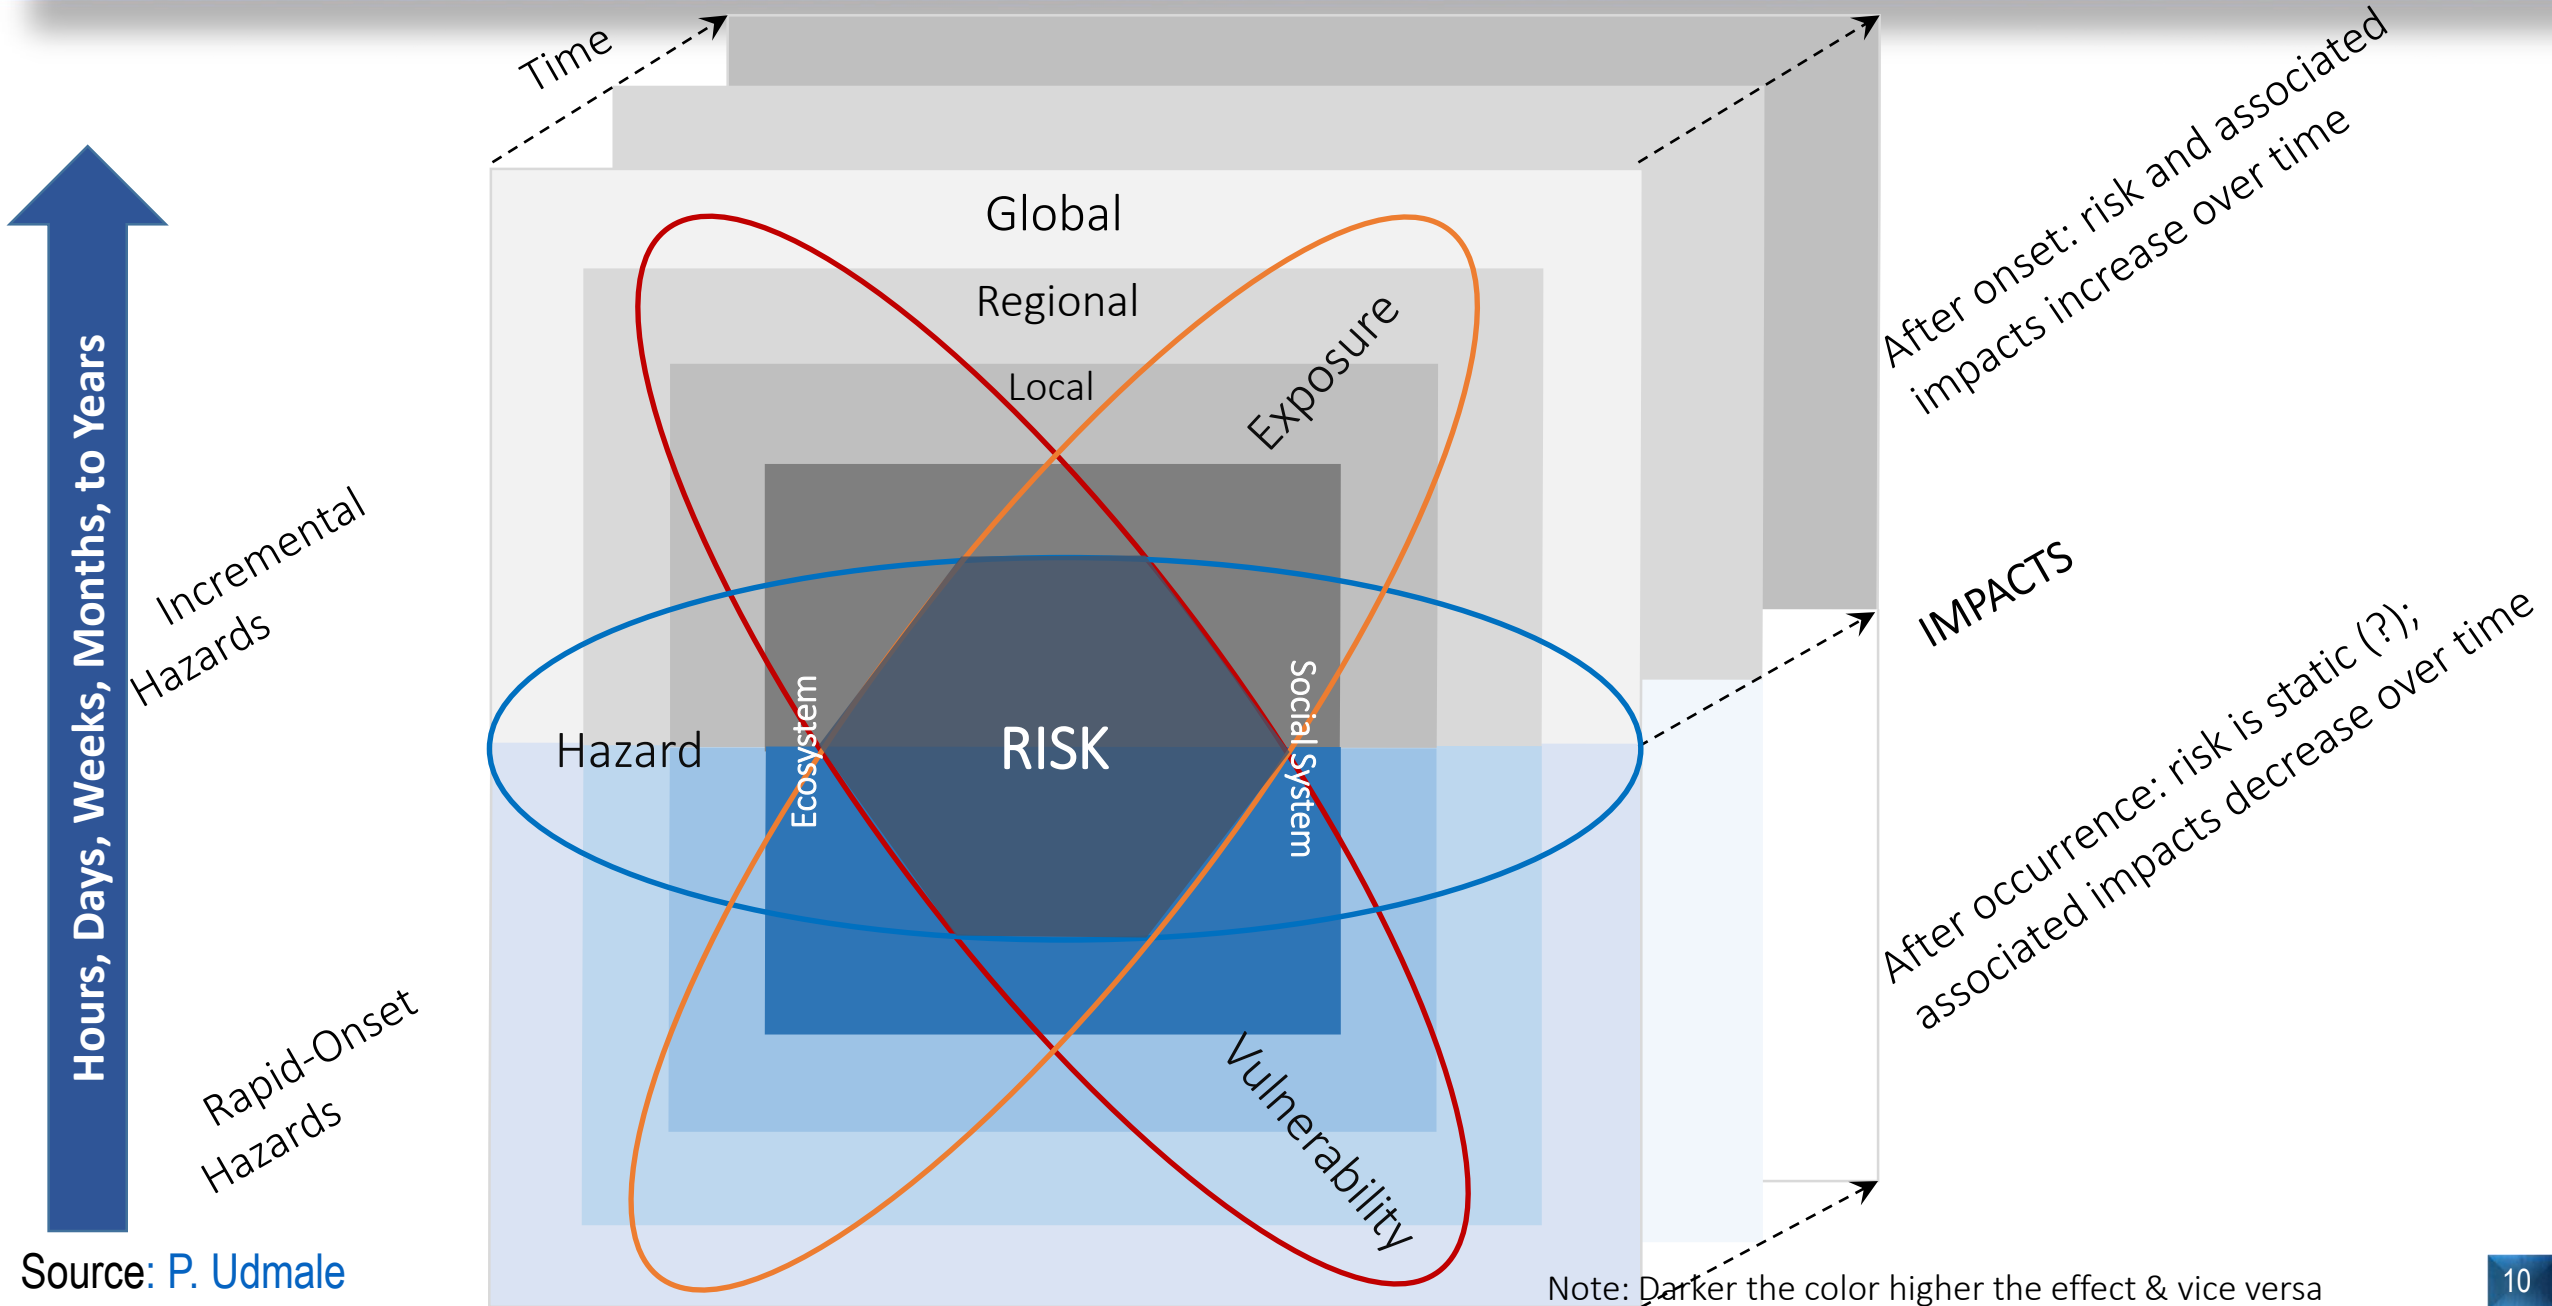 Time
Global
Regional
Local
Exposure
Hours, Days, Weeks, Months, to Years
Incremental
Hazards
Hazard
Ecosystem
RISK
Social System
Rapid-Onset
Hazards
Vulnerability
After onset: risk and associated
impacts increase over time
IMPACTS
After occurrence: risk is static (?);
associated impacts decrease over time
Source: P. Udmale
Note: Darker the color higher the effect & vice versa
10